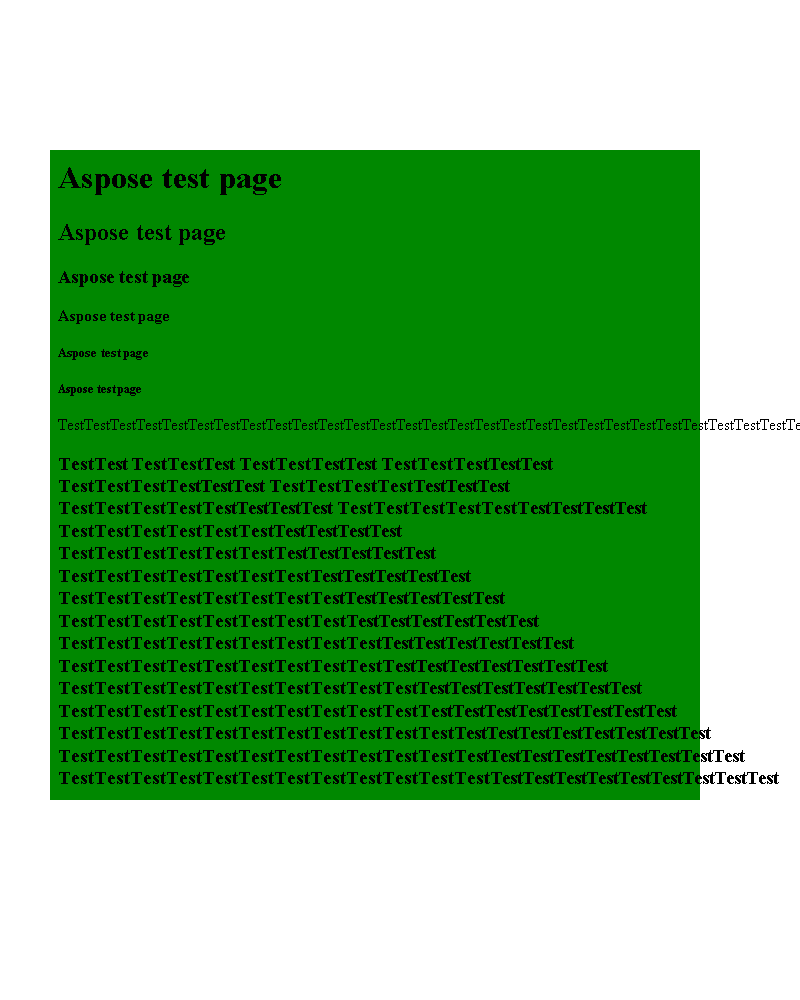 Aspose test page
Aspose test page
Aspose test page
Aspose test page
Aspose test page
Aspose test page
TestTestTestTestTestTestTestTestTestTestTestTestTestTestTestTestTestTestTestTestTestTestTestTestTestTestTestTestTe
TestTest TestTestTest TestTestTestTest TestTestTestTestTest
TestTestTestTestTestTest TestTestTestTestTestTestTest
TestTestTestTestTestTestTestTest TestTestTestTestTestTestTestTestTest
TestTestTestTestTestTestTestTestTestTest
TestTestTestTestTestTestTestTestTestTestTest
TestTestTestTestTestTestTestTestTestTestTestTest
TestTestTestTestTestTestTestTestTestTestTestTestTest
TestTestTestTestTestTestTestTestTestTestTestTestTestTest
TestTestTestTestTestTestTestTestTestTestTestTestTestTestTest
TestTestTestTestTestTestTestTestTestTestTestTestTestTestTestTest
TestTestTestTestTestTestTestTestTestTestTestTestTestTestTestTestTest
TestTestTestTestTestTestTestTestTestTestTestTestTestTestTestTestTestTest
TestTestTestTestTestTestTestTestTestTestTestTestTestTestTestTestTestTestTest
TestTestTestTestTestTestTestTestTestTestTestTestTestTestTestTestTestTestTestTest
TestTestTestTestTestTestTestTestTestTestTestTestTestTestTestTestTestTestTestTestTest